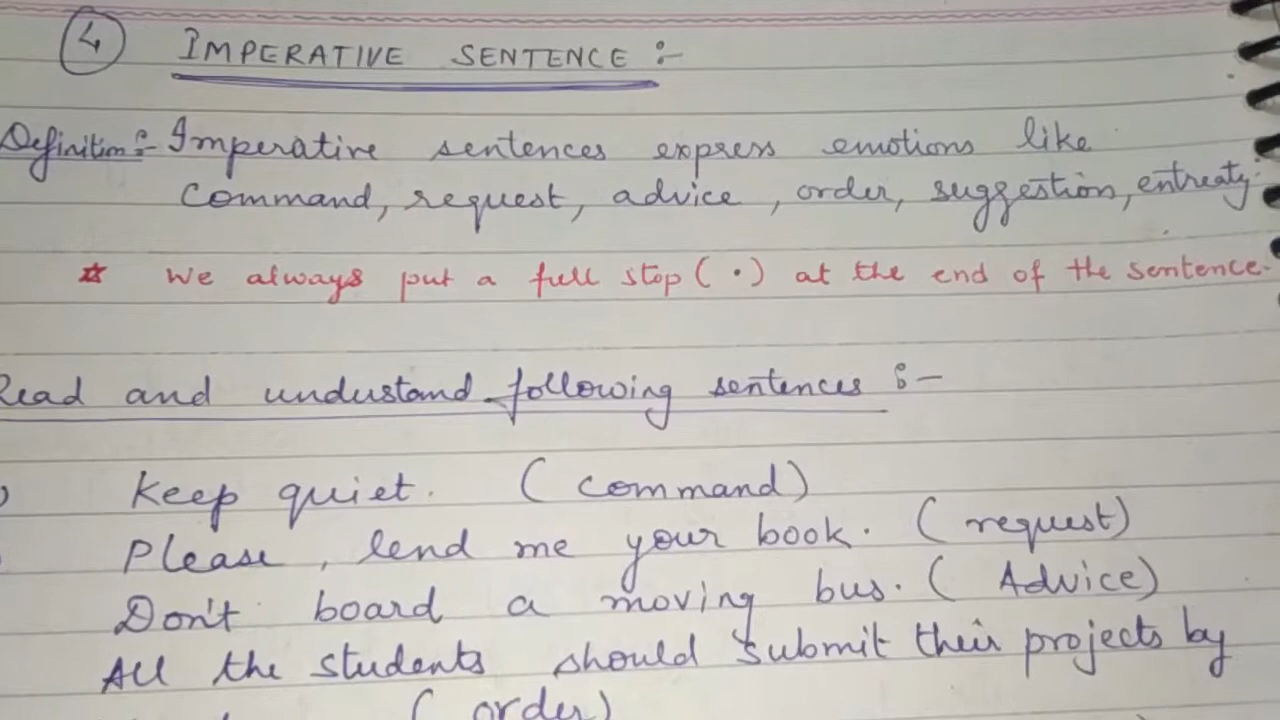 4 IMPERATIVE SENTENCE :-
Definition:- Imperative sentences express emotions like
Command, request, advice, order, suggestion, entreaty.
☆ We always put a full stop ( . ) at the end of the sentence.
Read and understand following sentences :-
Keep quiet. ( Command )
Please, lend me your book. ( request )
Don't board a moving bus. ( Advice )
All the students should submit their projects by
( order )